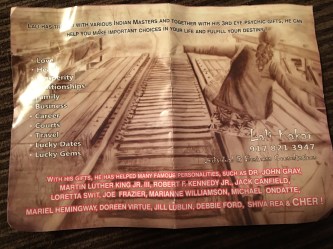 HAS VARIOUS INDIAN MASTERS AND TOGETHER WITH HIS 3RD EYE PSYCHIC GIFTS, HE CAN
HELP YOU MAKE IMPORTANT CHOICES IN YOUR LIFE AND FULFILL YOUR DESTINY
• Love
• Prosperity
• Relationships
• Family
• Business
• Career
• Courts
• Travel
• Lucky Dates
• Lucky Gems
917 871 3947
WITH HIS GIFTS, HE HAS HELPED MANY FAMOUS PERSONALITIES, SUCH AS DR. JOHN GRAY,
MARTIN LUTHER KING JR. III, ROBERT F. KENNEDY JR., JACK CANFIELD,
LORETTA SWIT, JOE FRAZIER, MARIANNE WILLIAMSON, MICHAEL ONDATTE,
MARIEL HEMINGWAY, DOREEN VIRTUE, JILL LUBLIN, DEBBIE FORD, SHIVA REA & CHER !